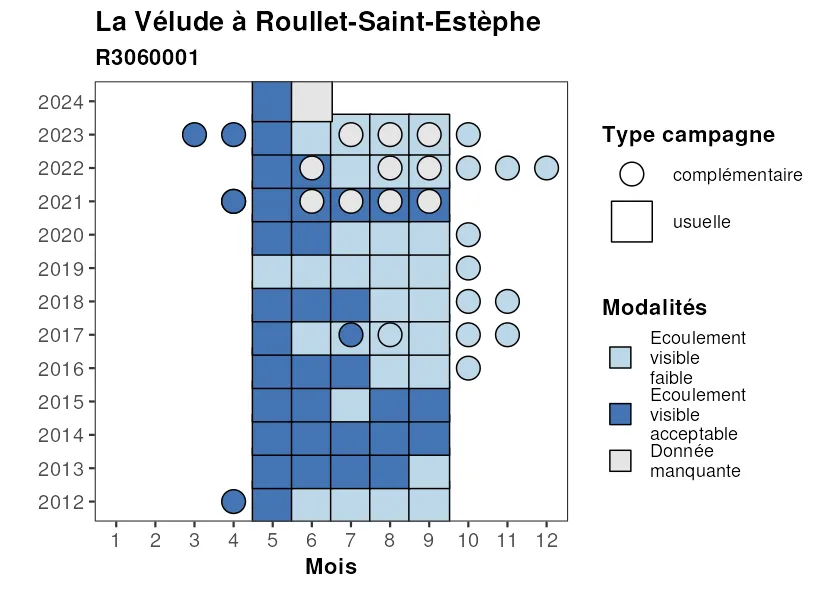 La Vélude à Roullet-Saint-Estèphe
R3060001
2024
2023
2022
2021
2020
2019
2018
2017
2016
2015
2014
2013
2012
1 2 3 4 5 6 7 8 9 10 11 12
Mois
Type campagne
complémentaire
usuelle
Modalités
Ecoulement
visible
faible
Ecoulement
visible
acceptable
Donnée
manquante